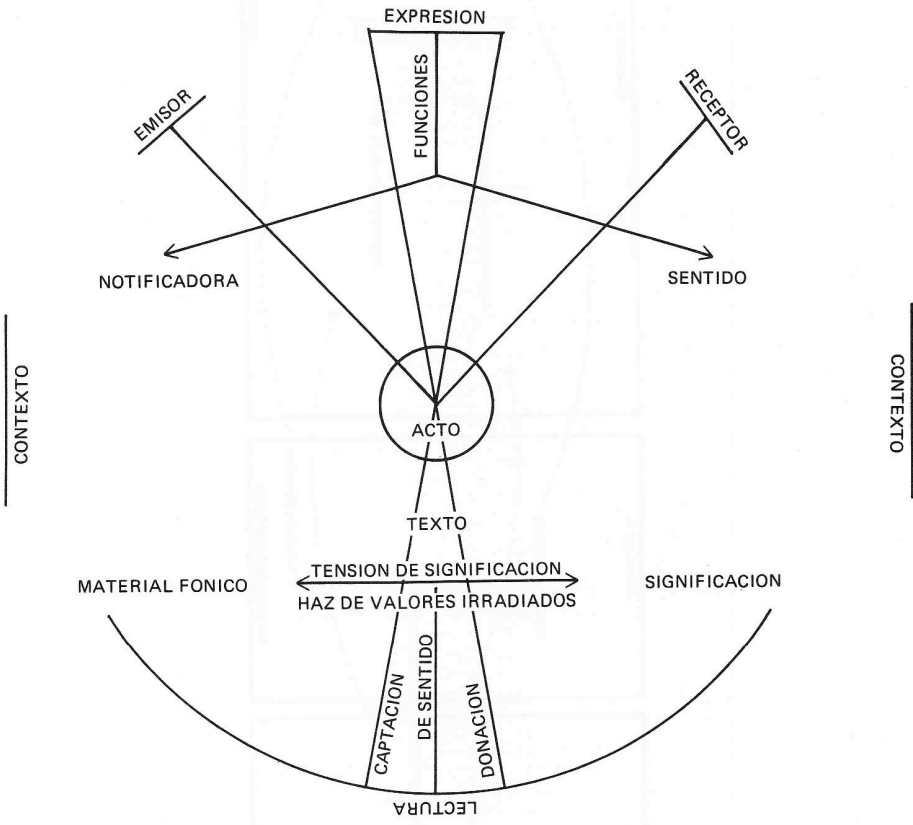 EXPRESION
FUNCIONES
EMISOR
RECEPTOR
NOTIFICADORA
SENTIDO
CONTEXTO
CONTEXTO
ACTO
TEXTO
MATERIAL FONICO
TENSION DE SIGNIFICACION
SIGNIFICACION
HAZ DE VALORES IRRADIADOS
CAPTACION
DE SENTIDO
DONACION
LECTURA